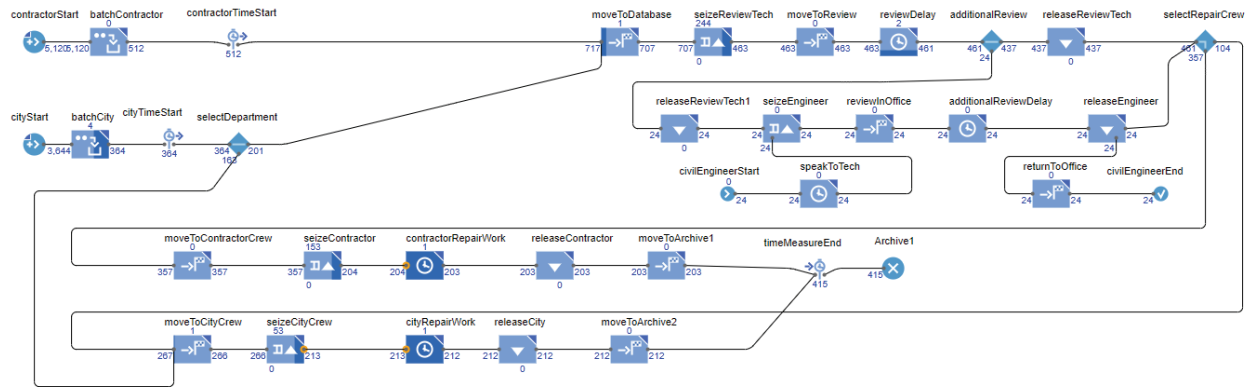 contractorStart
batchContractor
0
contractorTimeStart
5,120
5,120
512
512
moveToDatabase
1
717
707
seizeReviewTech
244
707
463
0
moveToReview
0
463
463
reviewDelay
2
463
461
additionalReview
461
437
24
releaseReviewTech
437
437
0
selectRepairCrew
461
104
357
cityStart
batchCity
4
3,644
364
cityTimeStart
364
selectDepartment
364
201
163
releaseReviewTech1
24
24
0
seizeEngineer
0
24
24
24
reviewInOffice
0
24
24
additionalReviewDelay
0
24
24
releaseEngineer
24
24
24
civilEngineerStart
0
24
speakToTech
0
24
24
returnToOffice
0
24
24
civilEngineerEnd
24
moveToContractorCrew
0
357
357
seizeContractor
153
357
204
0
contractorRepairWork
1
204
203
releaseContractor
203
203
0
moveToArchive1
0
203
203
timeMeasureEnd
415
Archive1
415
moveToCityCrew
1
267
266
seizeCityCrew
53
266
213
0
cityRepairWork
1
213
212
releaseCity
212
212
0
moveToArchive2
0
212
212